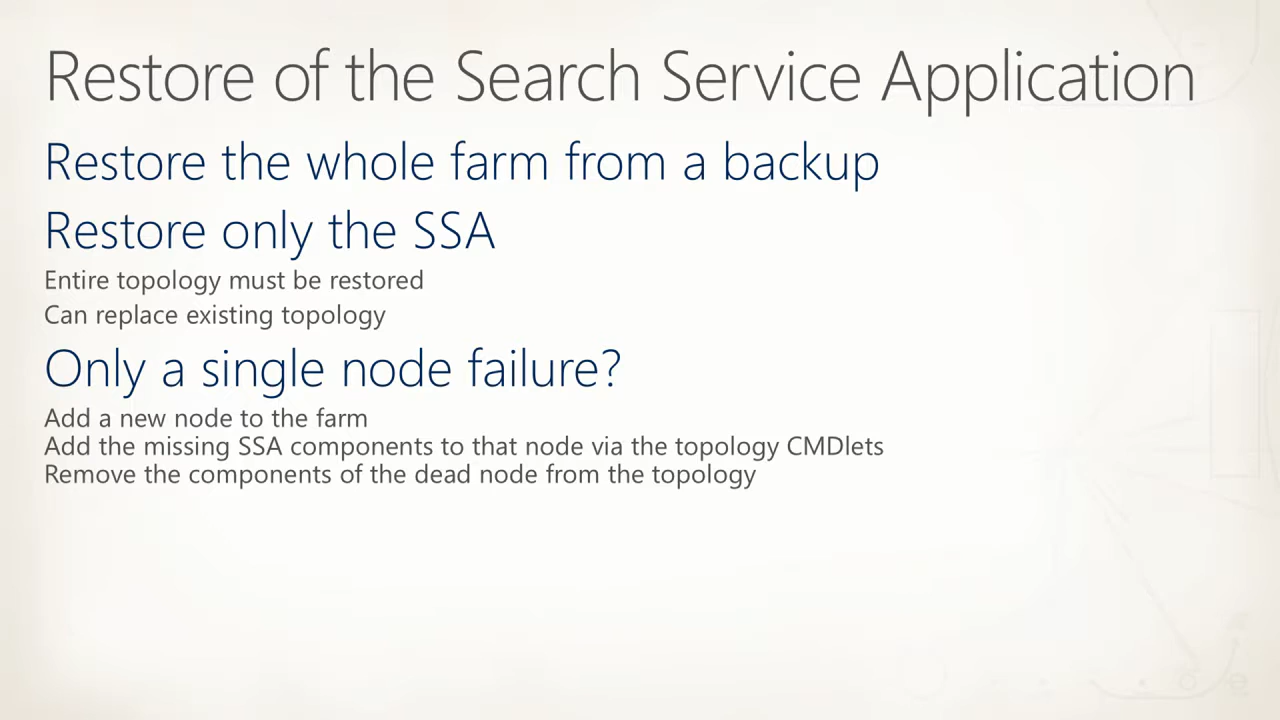 Restore of the Search Service Application
Restore the whole farm from a backup
Restore only the SSA
Entire topology must be restored
Can replace existing topology
Only a single node failure?
Add a new node to the farm
Add the missing SSA components to that node via the topology CMDlets
Remove the components of the dead node from the topology